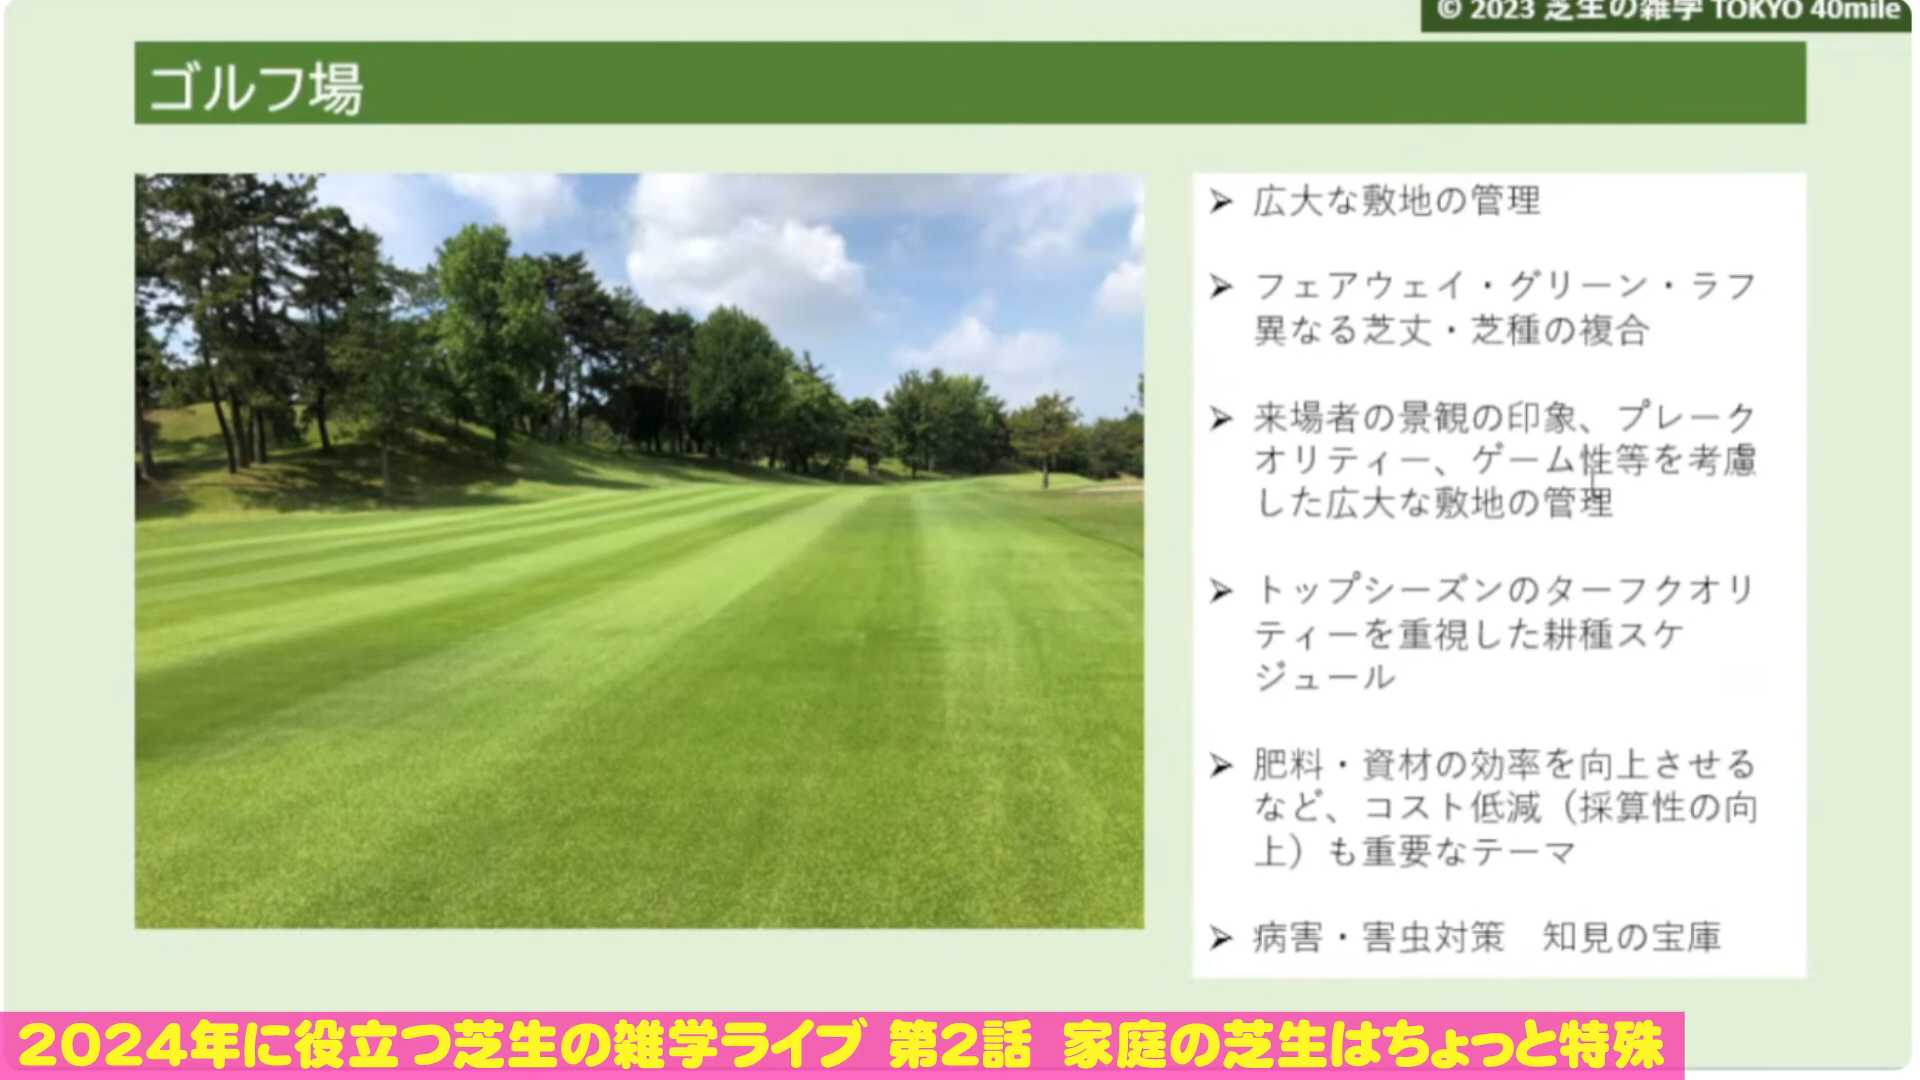 © 2023 芝生の雑学 TOKYO 40mile
ゴルフ場
➢ 広大な敷地の管理
➢ フェアウェイ・グリーン・ラフ
異なる芝丈・芝種の複合
➢ 来場者の景観の印象、プレーク
オリティー、ゲーム性等を考慮
した広大な敷地の管理
➢ トップシーズンのターフクオリ
ティーを重視した耕種スケ
ジュール
➢ 肥料・資材の効率を向上させる
など、コスト低減（採算性の向
上）も重要なテーマ
➢ 病害・害虫対策　知見の宝庫
2024年に役立つ芝生の雑学ライブ 第2話 家庭の芝生はちょっと特殊